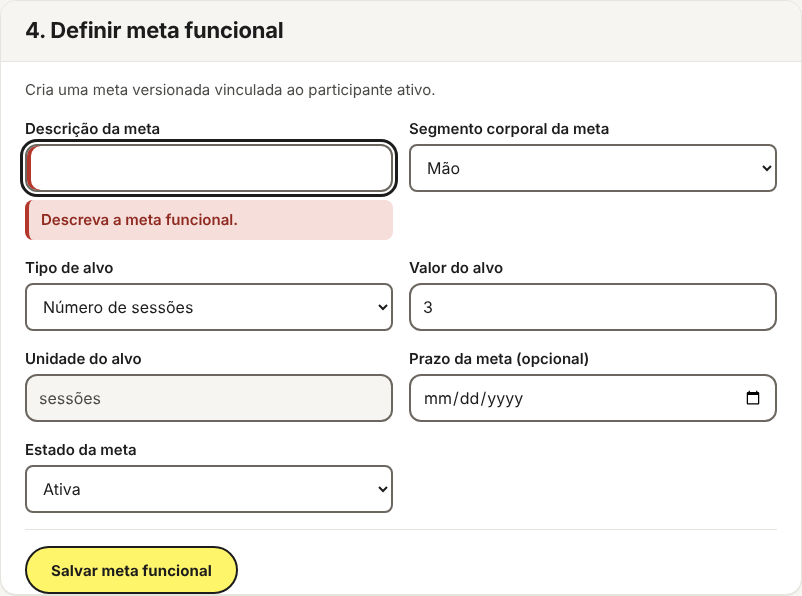 4. Definir meta funcional
Cria uma meta versionada vinculada ao participante ativo.
Descrição da meta
Segmento corporal da meta
Mão
Descreva a meta funcional.
Tipo de alvo
Valor do alvo
Número de sessões
3
Unidade do alvo
Prazo da meta (opcional)
sessões
mm/dd/yyyy
Estado da meta
Ativa
Salvar meta funcional